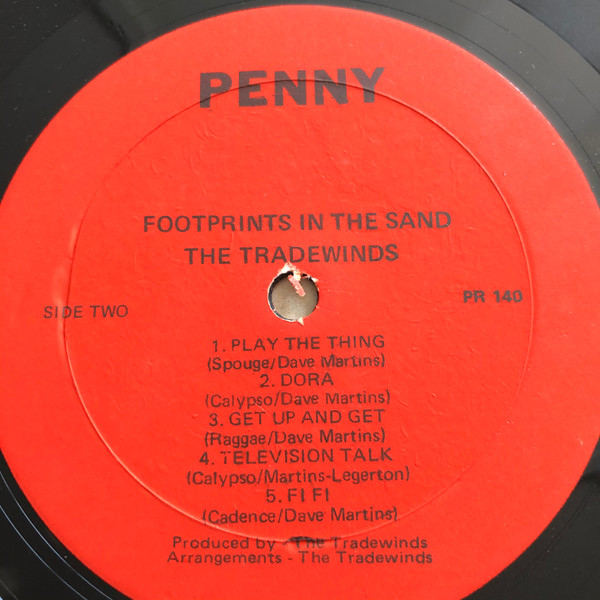 PENNY
FOOTPRINTS IN THE SAND
THE TRADEWINDS
SIDE TWO
PR 140
1. PLAY THE THING
(Spouge/Dave Martins)
2. DORA
(Calypso/Dave Martins)
3. GET UP AND GET
(Raggae/Dave Martins)
4. TELEVISION TALK
(Calypso/Martins-Legerton)
5. FI FI
(Cadence/Dave Martins)
Produced by - The Tradewinds
Arrangements - The Tradewinds